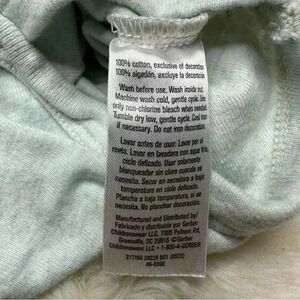 100% cotton, exclusive of decoration
100% algodón, excluye la decoración
Wash before use. Wash inside out.
Machine wash cold, gentle cycle. Use
only non-chlorine bleach when needed.
Tumble dry low, gentle cycle. Cool iron
if necessary. Do not iron decoration.
Lavar antes de usar. Lavar por el
revés. Lavar en lavadora con agua fría,
ciclo delicado. Usar solamente
blanqueador sin cloro cuando sea
necesario. Secar en secadora a baja
temperatura en ciclo delicado.
Plancha a baja temperatura, si es
necesario. No planchar decoración.
Manufactured and Distributed by/
Fabricado y distribuido por Gerber
Childrenswear LLC, 7005 Pelham Rd,
Greenville, SC 29615 ©Gerber
Childrenswear LLC • 1-800-4-GERBER